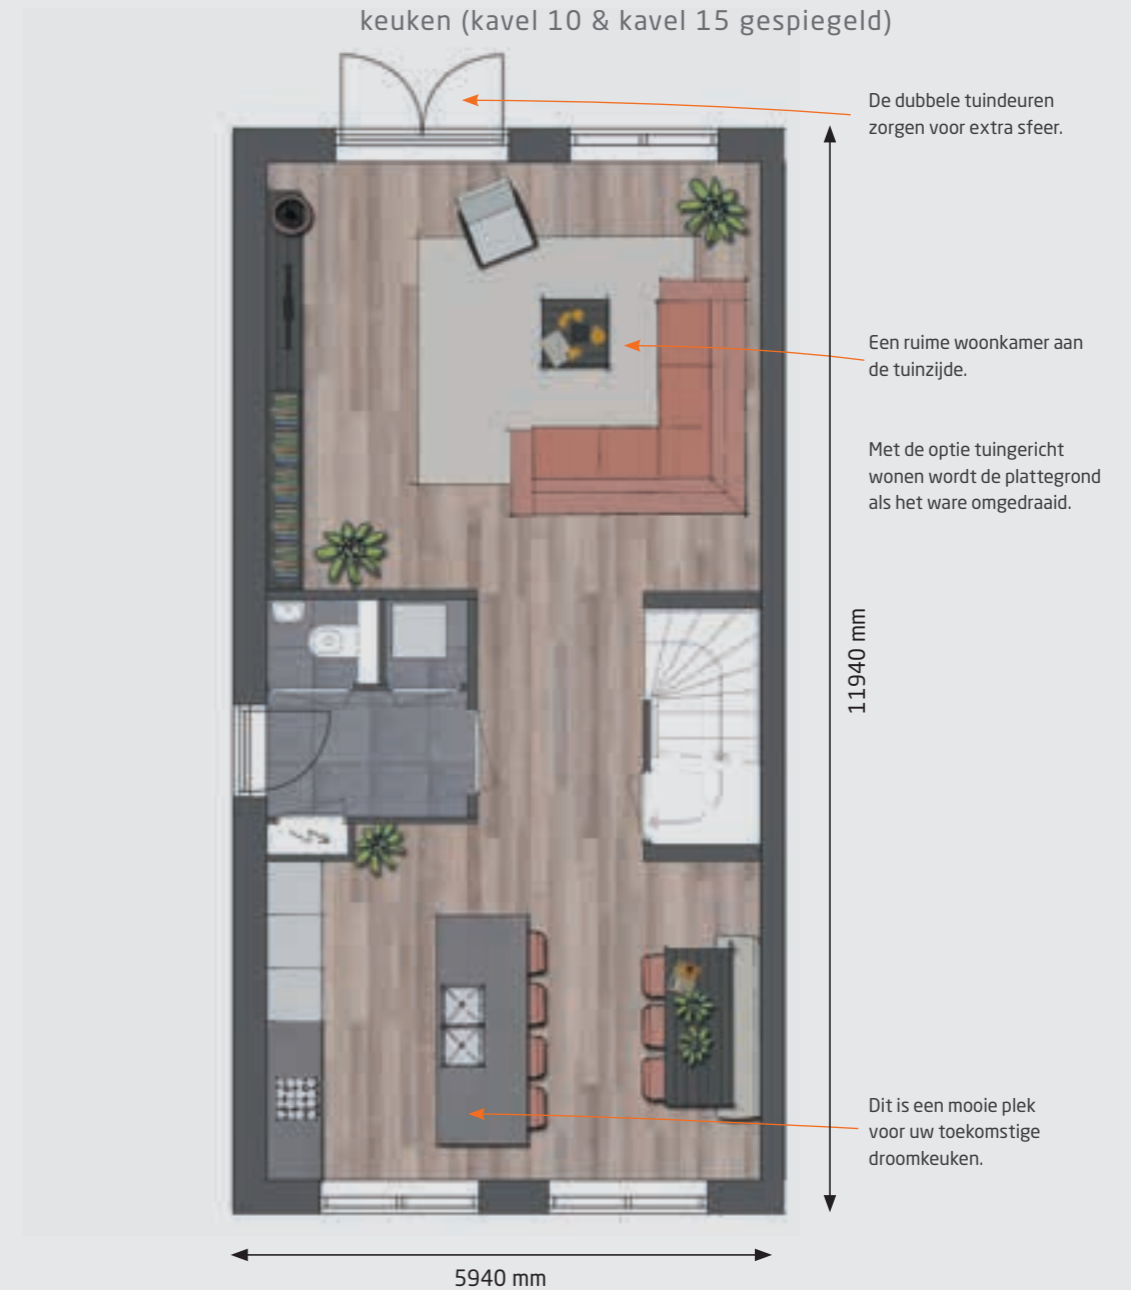 keuken (kavel 10 & kavel 15 gespiegeld)
De dubbele tuindeuren
zorgen voor extra sfeer.
Een ruime woonkamer aan
de tuinzijde.
Met de optie tuingericht
wonen wordt de plattegrond
als het ware omgedraaid.
11940 mm
Dit is een mooie plek
voor uw toekomstige
droomkeuken.
5940 mm